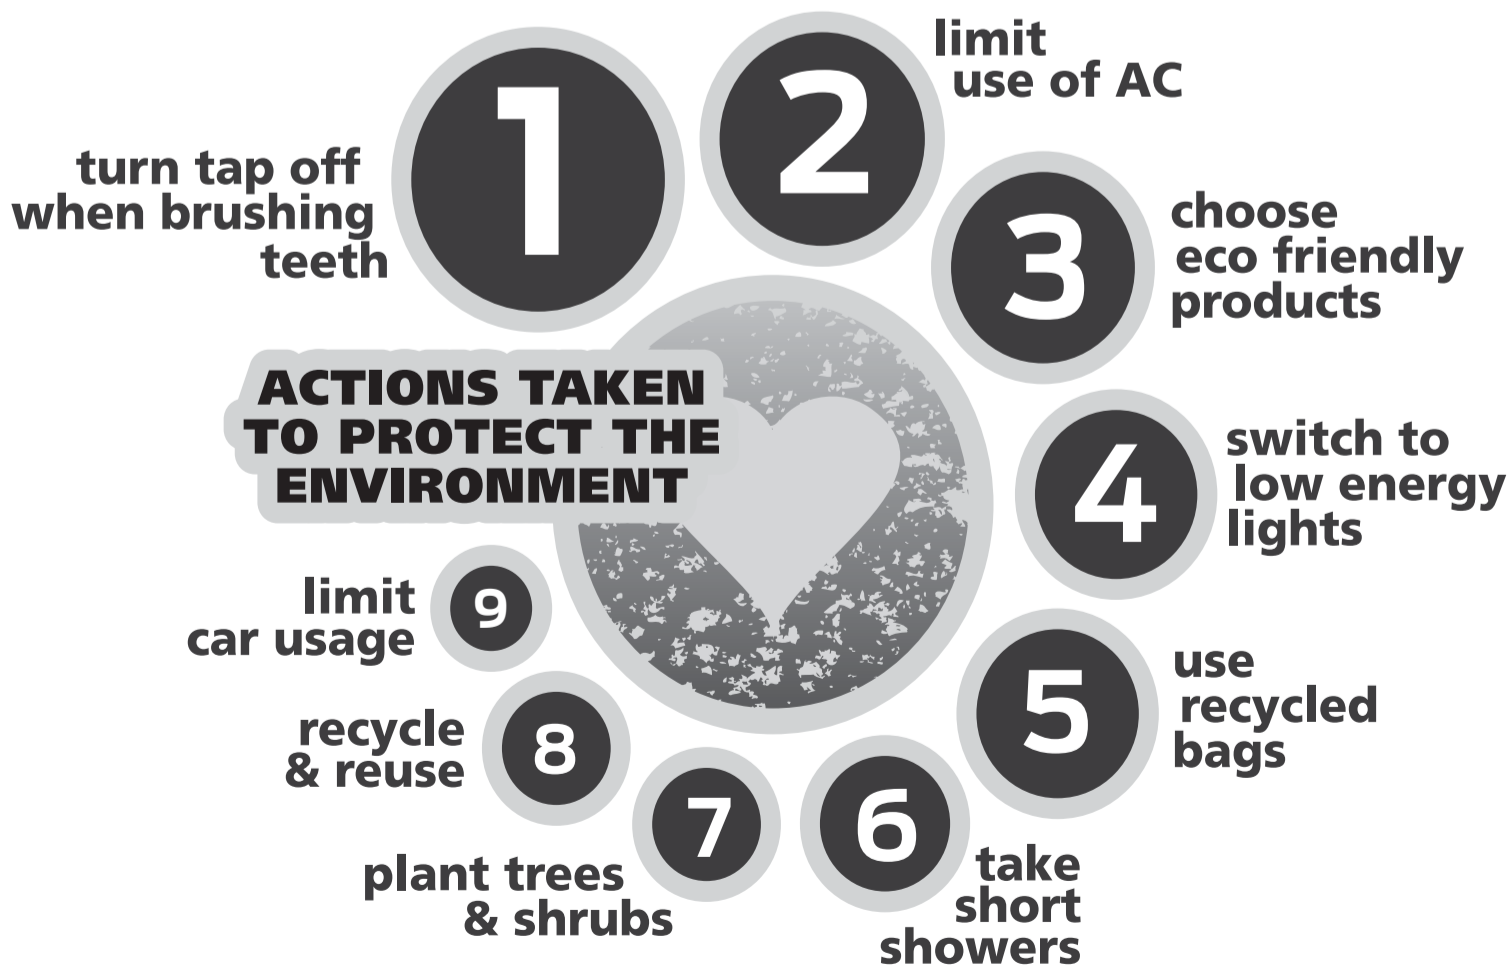 1
turn tap off
when brushing
teeth
2
limit
use of AC
3
choose
eco friendly
products
ACTIONS TAKEN
TO PROTECT THE
ENVIRONMENT
4
switch to
low energy
lights
5
use
recycled
bags
6
take
short
showers
7
plant trees
& shrubs
8
recycle
& reuse
9
limit
car usage